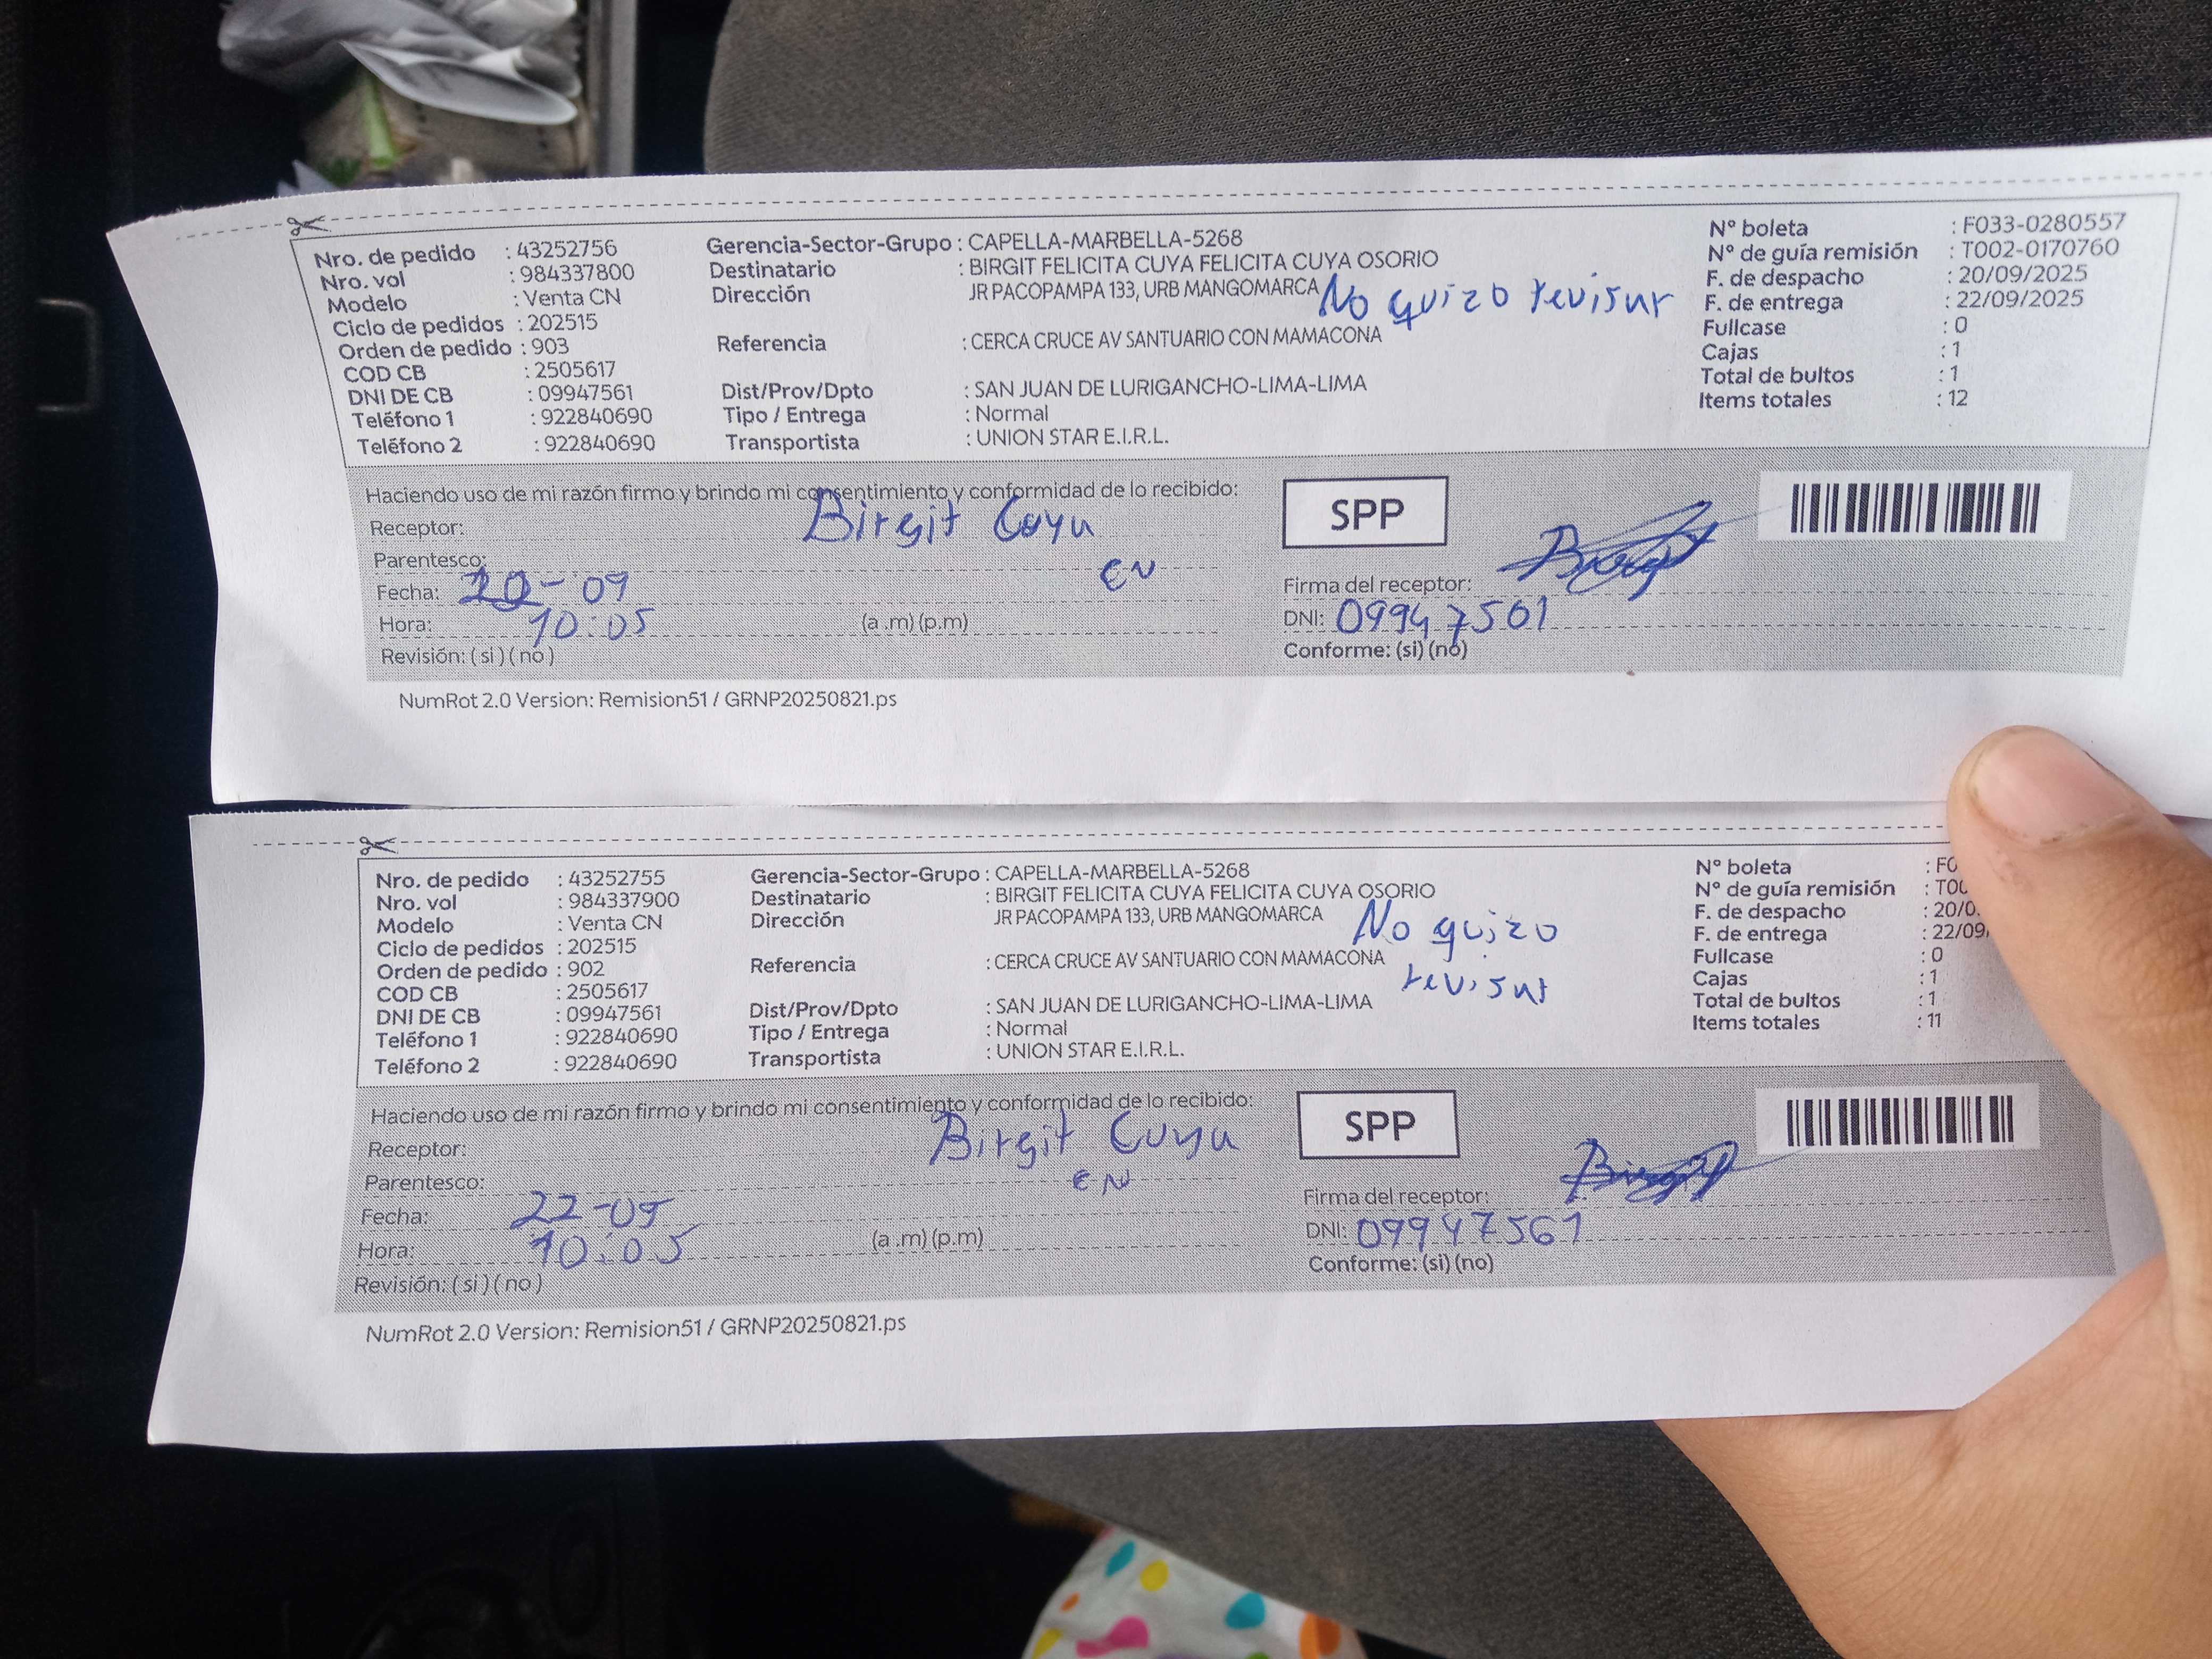 Nro. de pedido : 43252756
Nro. vol : 984337800
Modelo : Venta CN
Ciclo de pedidos : 202515
Orden de pedido : 903
COD CB : 2505617
DNI DE CB : 09947561
Teléfono 1 : 922840690
Teléfono 2 : 922840690
Gerencia-Sector-Grupo : CAPELLA-MARBELLA-5268
Destinatario : BIRGIT FELICITA CUYA FELICITA CUYA OSORIO
Dirección JR PACOPAMPA 133, URB MANGOMARCA
No quizo revisar
Referencia : CERCA CRUCE AV SANTUARIO CON MAMACONA
Dist/Prov/Dpto : SAN JUAN DE LURIGANCHO-LIMA-LIMA
Tipo / Entrega : Normal
Transportista : UNION STAR E.I.R.L.
N° boleta : F033-0280557
N° de guía remisión : T002-0170760
F. de despacho : 20/09/2025
F. de entrega : 22/09/2025
Fullcase : 0
Cajas : 1
Total de bultos : 1
Items totales : 12
Haciendo uso de mi razón firmo y brindo mi consentimiento y conformidad de lo recibido:
Receptor: Birgit Cuya
Parentesco: EN
Fecha: -09
Hora: 10:05 (a .m) (p.m)
Revisión: ( si ) ( no )
SPP
Firma del receptor:
DNI: 09947561
Conforme: (si) (no)
NumRot 2.0 Version: Remision51 / GRNP20250821.ps
Nro. de pedido : 43252755
Nro. vol : 984337900
Modelo : Venta CN
Ciclo de pedidos : 202515
Orden de pedido : 902
COD CB : 2505617
DNI DE CB : 09947561
Teléfono 1 : 922840690
Teléfono 2 : 922840690
Gerencia-Sector-Grupo : CAPELLA-MARBELLA-5268
Destinatario : BIRGIT FELICITA CUYA FELICITA CUYA OSORIO
Dirección JR PACOPAMPA 133, URB MANGOMARCA
No quizo
revisar
Referencia : CERCA CRUCE AV SANTUARIO CON MAMACONA
Dist/Prov/Dpto : SAN JUAN DE LURIGANCHO-LIMA-LIMA
Tipo / Entrega : Normal
Transportista : UNION STAR E.I.R.L.
N° boleta : F0
N° de guía remisión : T00
F. de despacho : 20/0
F. de entrega : 22/09
Fullcase : 0
Cajas : 1
Total de bultos : 1
Items totales : 11
Haciendo uso de mi razón firmo y brindo mi consentimiento y conformidad de lo recibido:
Receptor: Birgit Cuya
Parentesco: EN
Fecha: 22-09
Hora: 10:05 (a .m) (p.m)
Revisión: ( si ) ( no )
SPP
Firma del receptor:
DNI: 09947561
Conforme: (si) (no)
NumRot 2.0 Version: Remision51 / GRNP20250821.ps